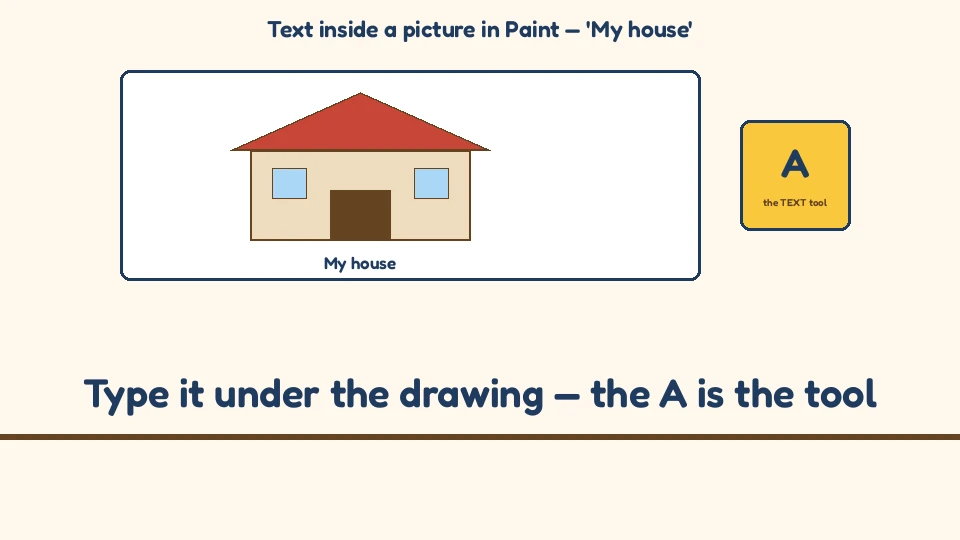 Text inside a picture in Paint — 'My house'
A
the TEXT tool
My house
Type it under the drawing — the A is the tool